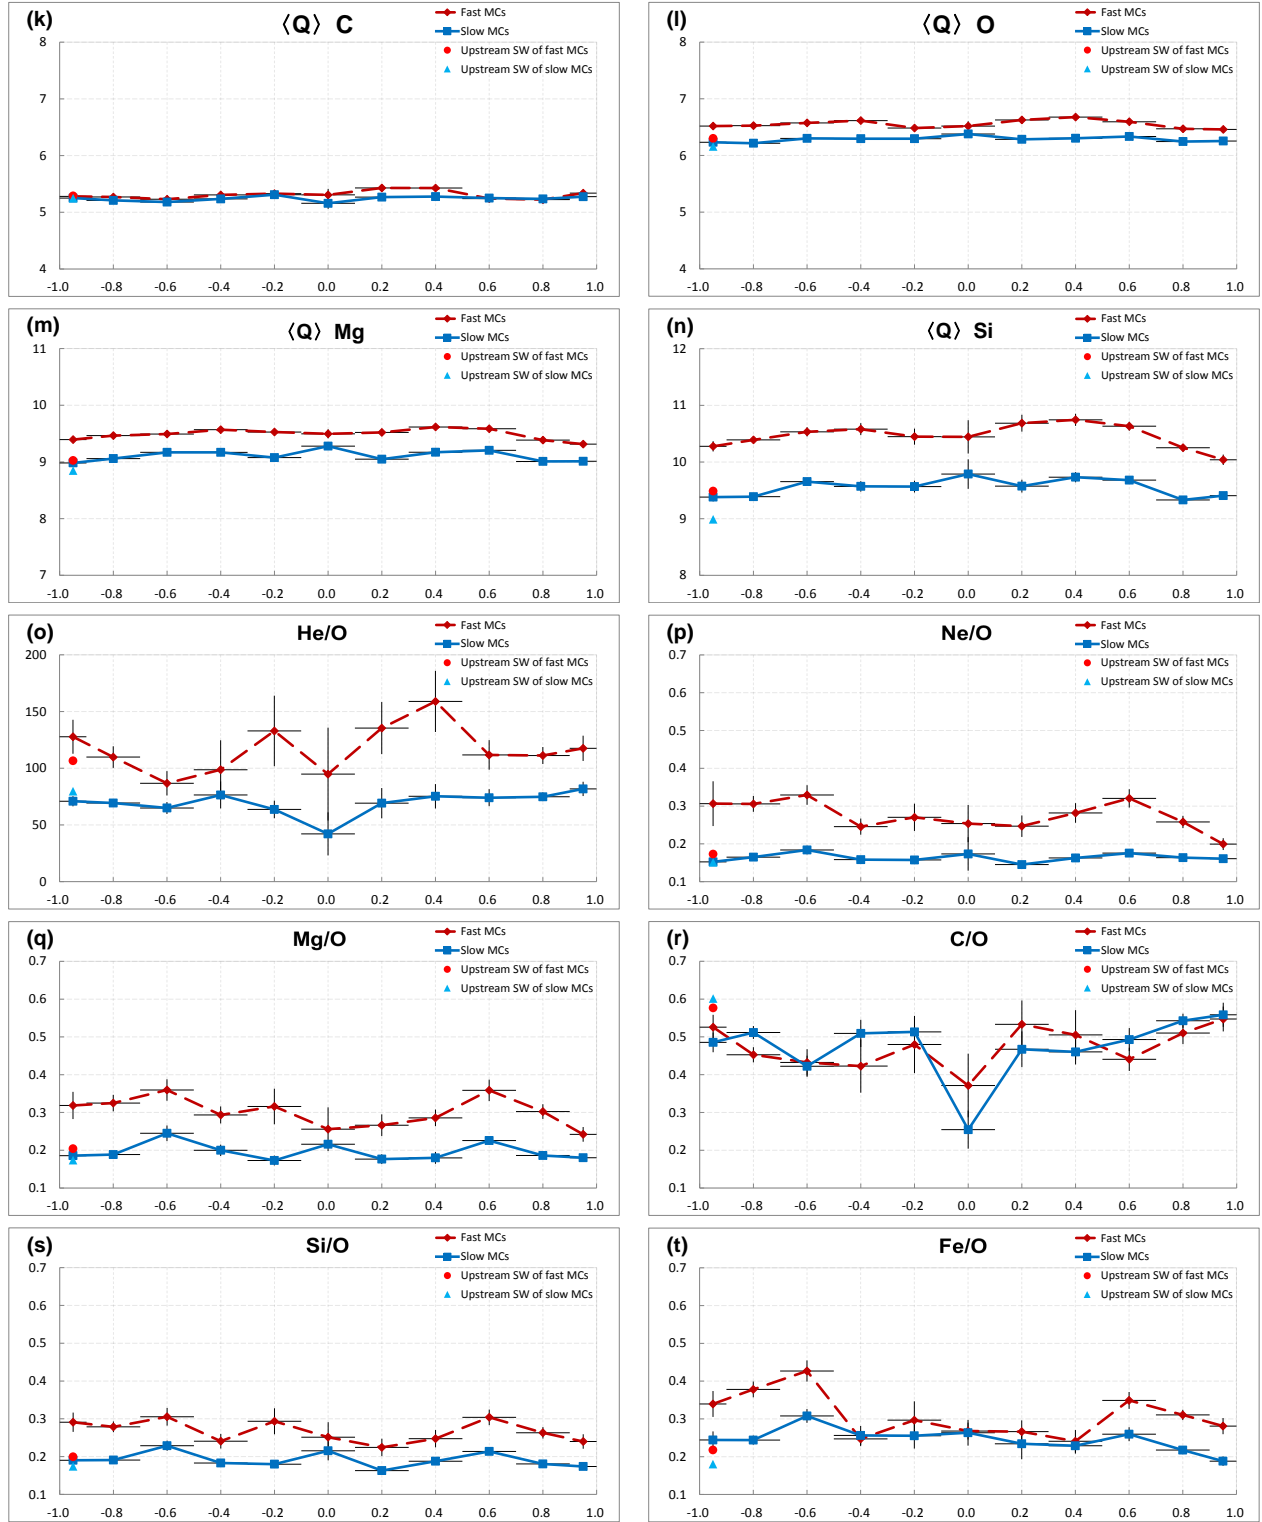 (k)
〈Q〉 C
Fast MCs
Slow MCs
Upstream SW of fast MCs
Upstream SW of slow MCs
8
7
6
5
4
-1.0 -0.8 -0.6 -0.4 -0.2 0.0 0.2 0.4 0.6 0.8 1.0
(l)
〈Q〉 O
Fast MCs
Slow MCs
Upstream SW of fast MCs
Upstream SW of slow MCs
8
7
6
5
4
-1.0 -0.8 -0.6 -0.4 -0.2 0.0 0.2 0.4 0.6 0.8 1.0
(m)
〈Q〉 Mg
Fast MCs
Slow MCs
Upstream SW of fast MCs
Upstream SW of slow MCs
11
10
9
8
7
-1.0 -0.8 -0.6 -0.4 -0.2 0.0 0.2 0.4 0.6 0.8 1.0
(n)
〈Q〉 Si
Fast MCs
Slow MCs
Upstream SW of fast MCs
Upstream SW of slow MCs
12
11
10
9
8
-1.0 -0.8 -0.6 -0.4 -0.2 0.0 0.2 0.4 0.6 0.8 1.0
(o)
He/O
Fast MCs
Slow MCs
Upstream SW of fast MCs
Upstream SW of slow MCs
200
150
100
50
0
-1.0 -0.8 -0.6 -0.4 -0.2 0.0 0.2 0.4 0.6 0.8 1.0
(p)
Ne/O
Fast MCs
Slow MCs
Upstream SW of fast MCs
Upstream SW of slow MCs
0.7
0.6
0.5
0.4
0.3
0.2
0.1
-1.0 -0.8 -0.6 -0.4 -0.2 0.0 0.2 0.4 0.6 0.8 1.0
(q)
Mg/O
Fast MCs
Slow MCs
Upstream SW of fast MCs
Upstream SW of slow MCs
0.7
0.6
0.5
0.4
0.3
0.2
0.1
-1.0 -0.8 -0.6 -0.4 -0.2 0.0 0.2 0.4 0.6 0.8 1.0
(r)
C/O
Fast MCs
Slow MCs
Upstream SW of fast MCs
Upstream SW of slow MCs
0.7
0.6
0.5
0.4
0.3
0.2
0.1
-1.0 -0.8 -0.6 -0.4 -0.2 0.0 0.2 0.4 0.6 0.8 1.0
(s)
Si/O
Fast MCs
Slow MCs
Upstream SW of fast MCs
Upstream SW of slow MCs
0.7
0.6
0.5
0.4
0.3
0.2
0.1
-1.0 -0.8 -0.6 -0.4 -0.2 0.0 0.2 0.4 0.6 0.8 1.0
(t)
Fe/O
Fast MCs
Slow MCs
Upstream SW of fast MCs
Upstream SW of slow MCs
0.7
0.6
0.5
0.4
0.3
0.2
0.1
-1.0 -0.8 -0.6 -0.4 -0.2 0.0 0.2 0.4 0.6 0.8 1.0